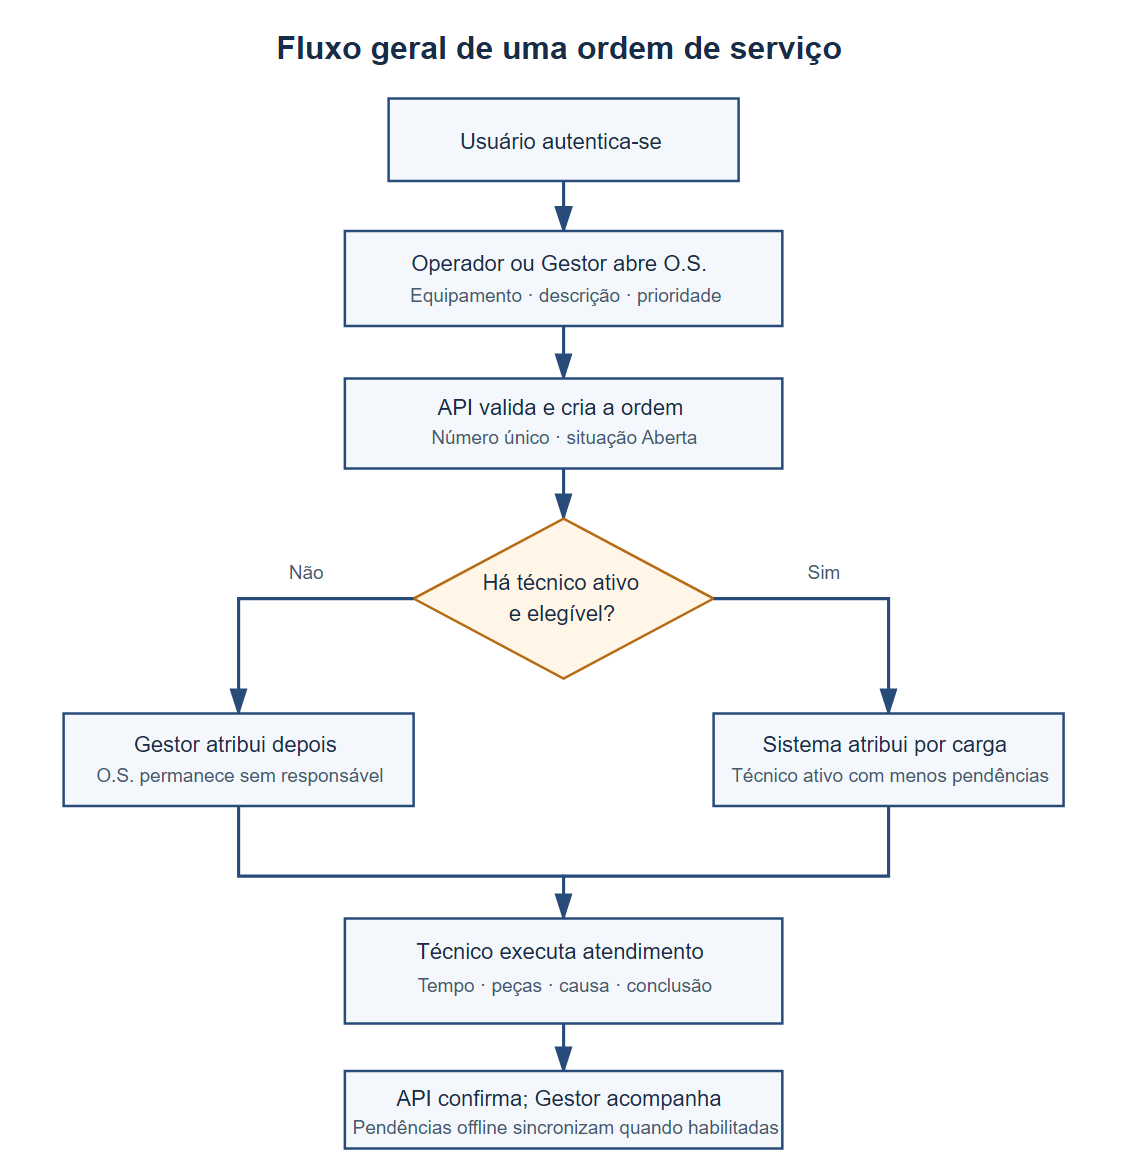 Fluxo geral de uma ordem de serviço
Usuário autentica-se
Operador ou Gestor abre O.S.
Equipamento · descrição · prioridade
API valida e cria a ordem
Número único · situação Aberta
Há técnico ativo
e elegível?
Não
Sim
Gestor atribui depois
O.S. permanece sem responsável
Sistema atribui por carga
Técnico ativo com menos pendências
Técnico executa atendimento
Tempo · peças · causa · conclusão
API confirma; Gestor acompanha
Pendências offline sincronizam quando habilitadas